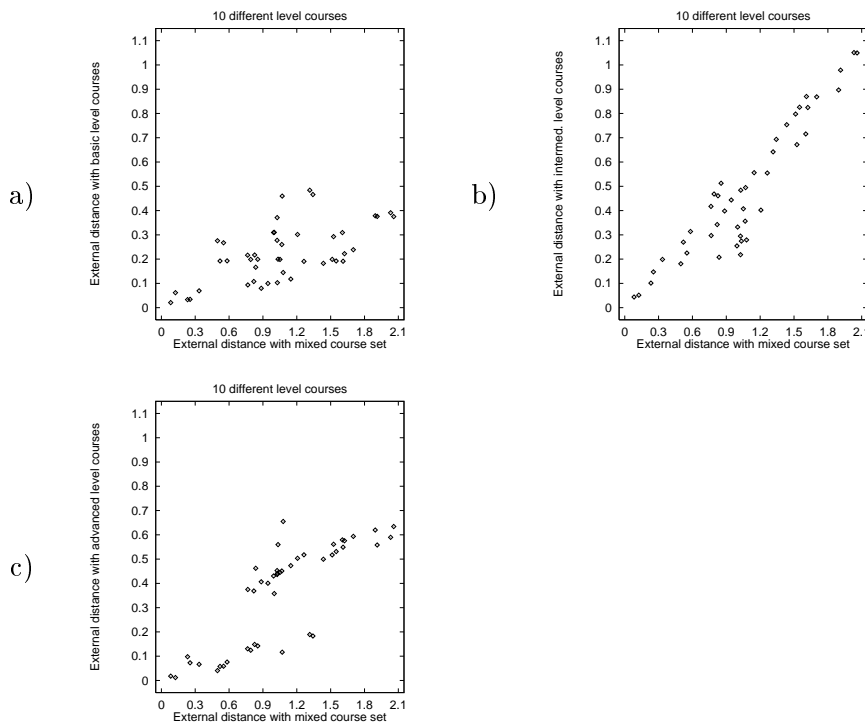 a)
10 different level courses
External distance with basic level courses
1.1
1
0.9
0.8
0.7
0.6
0.5
0.4
0.3
0.2
0.1
0
0 0.3 0.6 0.9 1.2 1.5 1.8 2.1
External distance with mixed course set
b)
10 different level courses
External distance with intermed. level courses
1.1
1
0.9
0.8
0.7
0.6
0.5
0.4
0.3
0.2
0.1
0
0 0.3 0.6 0.9 1.2 1.5 1.8 2.1
External distance with mixed course set
c)
10 different level courses
External distance with advanced level courses
1.1
1
0.9
0.8
0.7
0.6
0.5
0.4
0.3
0.2
0.1
0
0 0.3 0.6 0.9 1.2 1.5 1.8 2.1
External distance with mixed course set